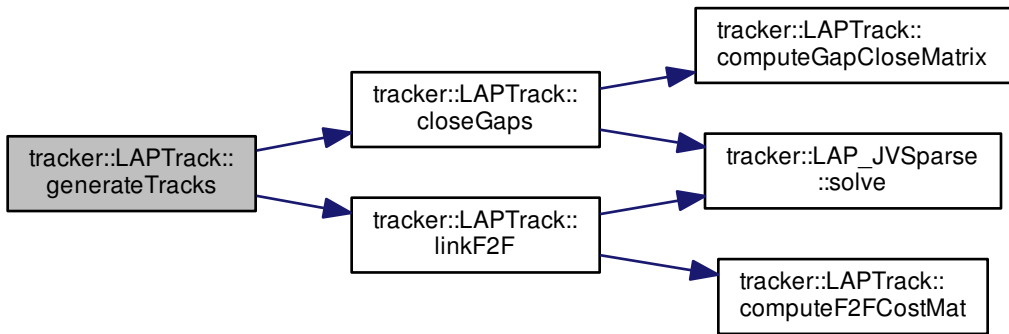 tracker::LAPTrack::
generateTracks
tracker::LAPTrack::
closeGaps
tracker::LAPTrack::
linkF2F
tracker::LAPTrack::
computeGapCloseMatrix
tracker::LAP_JVSparse
::solve
tracker::LAPTrack::
computeF2FCostMat